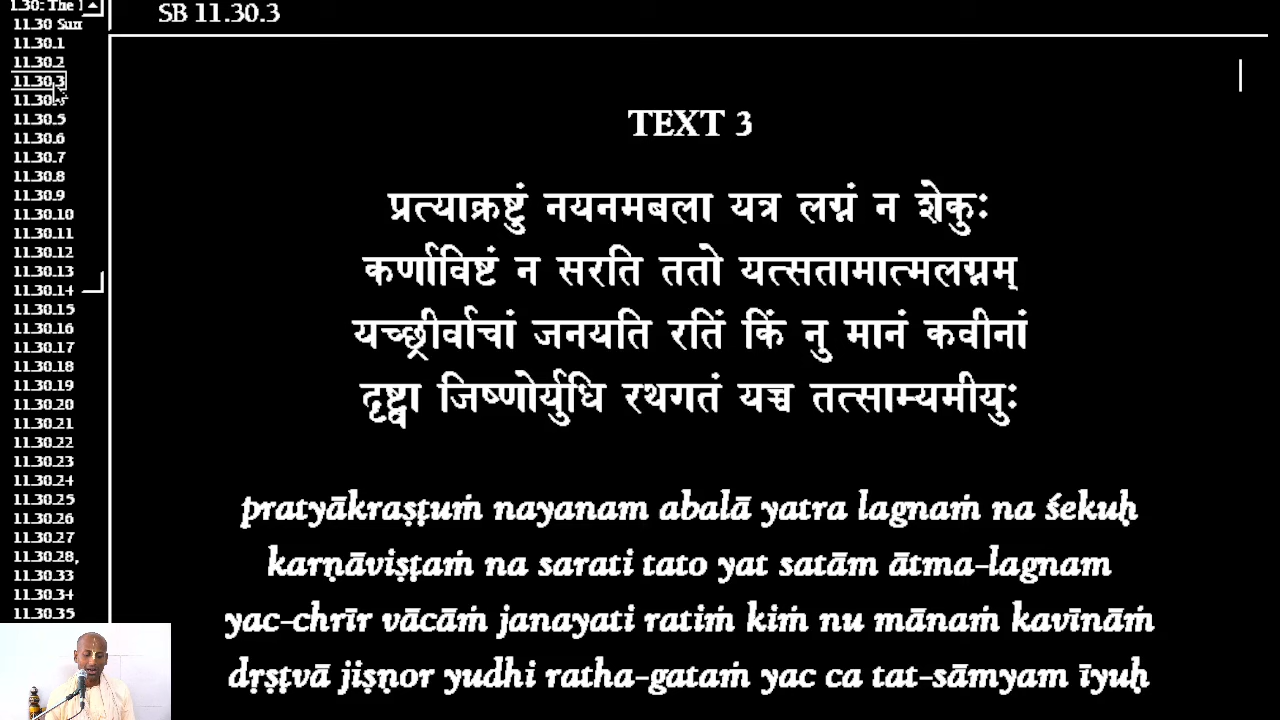 SB 11.30.3
11.30 Sum
11.30.1
11.30.2
11.30.3
11.30.5
11.30.6
11.30.7
11.30.8
11.30.9
11.30.10
11.30.11
11.30.12
11.30.13
11.30.14
11.30.15
11.30.16
11.30.17
11.30.18
11.30.19
11.30.20
11.30.21
11.30.22
11.30.23
11.30.24
11.30.25
11.30.26
11.30.27
11.30.28,
11.30.33
11.30.34
11.30.35
TEXT 3
प्रत्याक्रष्टुं नयनमबला यत्र लग्नं न शेकुः
कर्णाविष्टं न सरति ततो यत्सतामात्मलग्नम्
यच्छ्रीर्वाचां जनयति रतिं किं नु मानं कवीनां
दृष्ट्वा जिष्णोर्युधि रथगतं यच्च तत्साम्यमीयुः
pratyākraṣṭuṁ nayanam abalā yatra lagnaṁ na śekuḥ
karṇāviṣṭaṁ na sarati tato yat satām ātma-lagnam
yac-chrīr vācāṁ janayati ratiṁ kiṁ nu mānaṁ kavīnāṁ
dṛṣṭvā jiṣṇor yudhi ratha-gataṁ yac ca tat-sāmyam īyuḥ